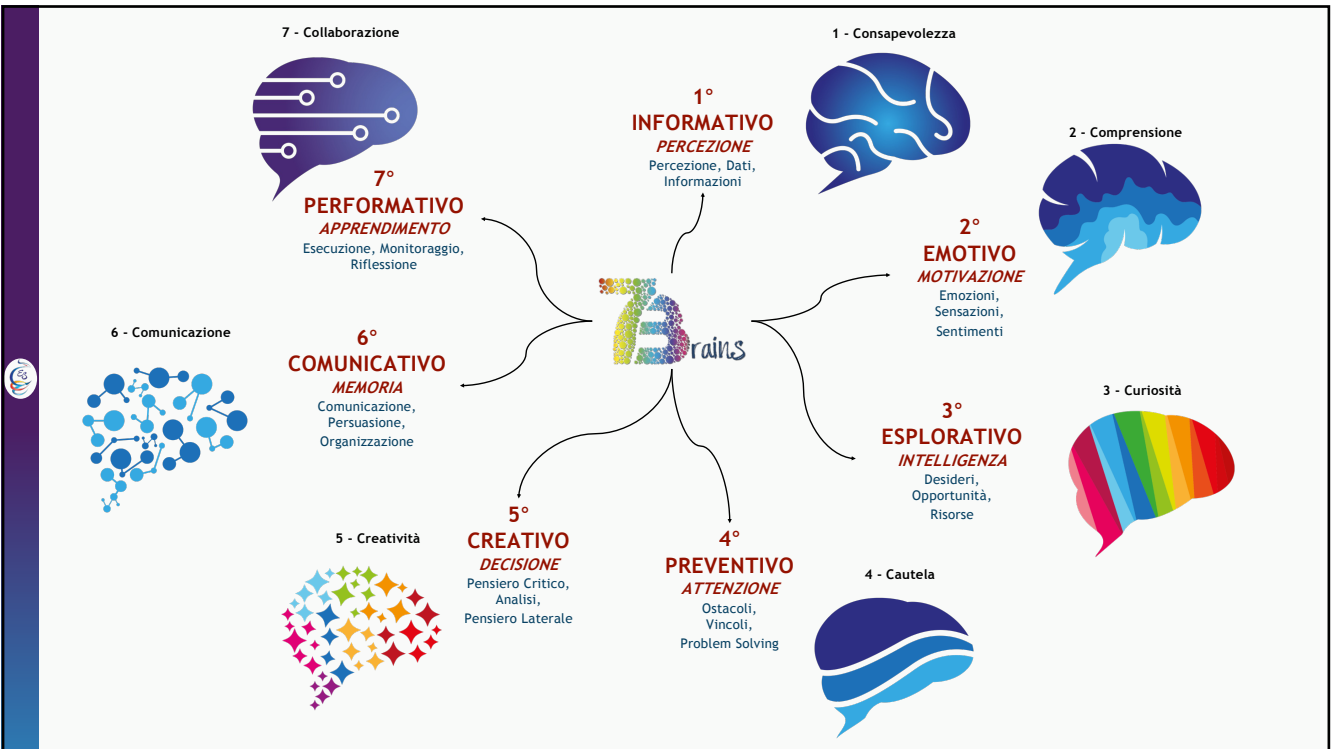 7 - Collaborazione
1 - Consapevolezza
1°
INFORMATIVO
PERCEZIONE
Percezione, Dati,
Informazioni
2 - Comprensione
2°
EMOTIVO
MOTIVAZIONE
Emozioni,
Sensazioni,
Sentimenti
7°
PERFORMATIVO
APPRENDIMENTO
Esecuzione, Monitoraggio,
Riflessione
7Brains
6 - Comunicazione
6°
COMUNICATIVO
MEMORIA
Comunicazione,
Persuasione,
Organizzazione
3 - Curiosità
3°
ESPLORATIVO
INTELLIGENZA
Desideri,
Opportunità,
Risorse
5 - Creatività
5°
CREATIVO
DECISIONE
Pensiero Critico,
Analisi,
Pensiero Laterale
4°
PREVENTIVO
ATTENZIONE
Ostacoli,
Vincoli,
Problem Solving
4 - Cautela